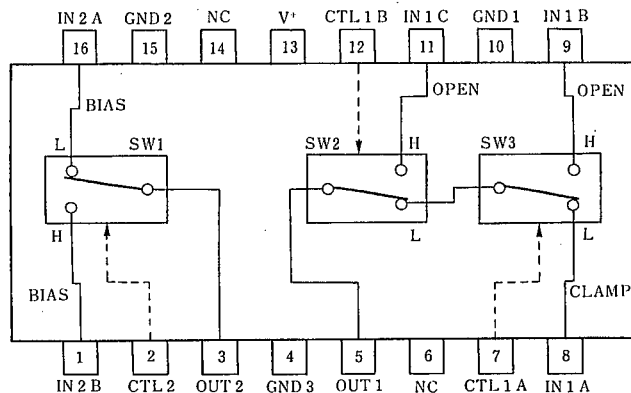 IN 2 A GND 2 NC V+ CTL 1 B IN 1 C GND 1 IN 1 B
16 15 14 13 12 11 10 9
BIAS OPEN OPEN
L SW1 SW2 H SW3 H
H L L
BIAS CLAMP
1 2 3 4 5 6 7 8
IN 2 B CTL 2 OUT 2 GND 3 OUT 1 NC CTL 1 A IN 1 A